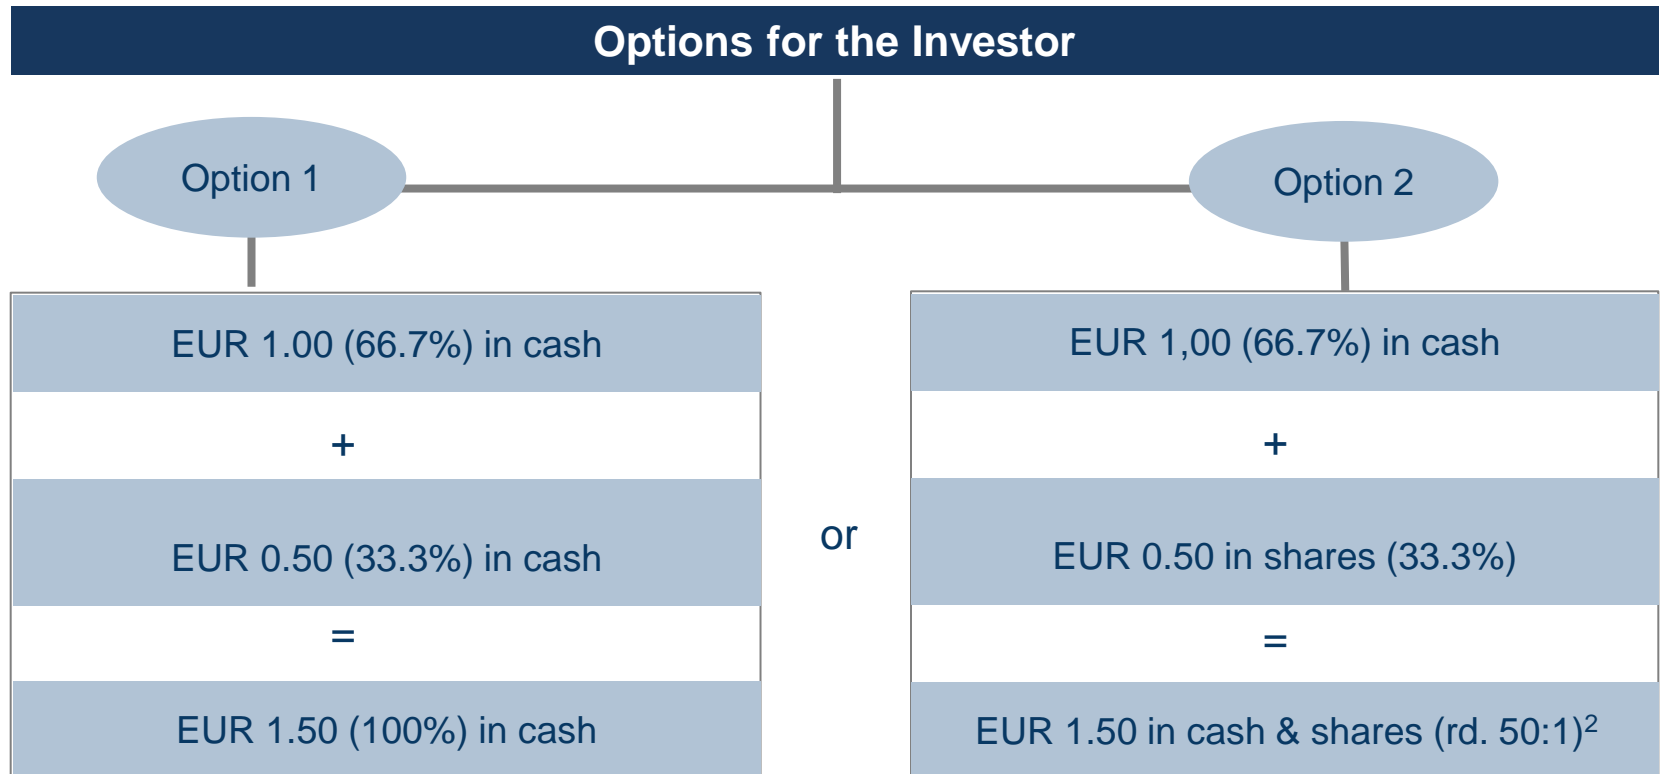 Options for the Investor
Option 1
Option 2
EUR 1.00 (66.7%) in cash
+
EUR 0.50 (33.3%) in cash
=
EUR 1.50 (100%) in cash
or
EUR 1,00 (66.7%) in cash
+
EUR 0.50 in shares (33.3%)
=
EUR 1.50 in cash & shares (rd. 50:1)²